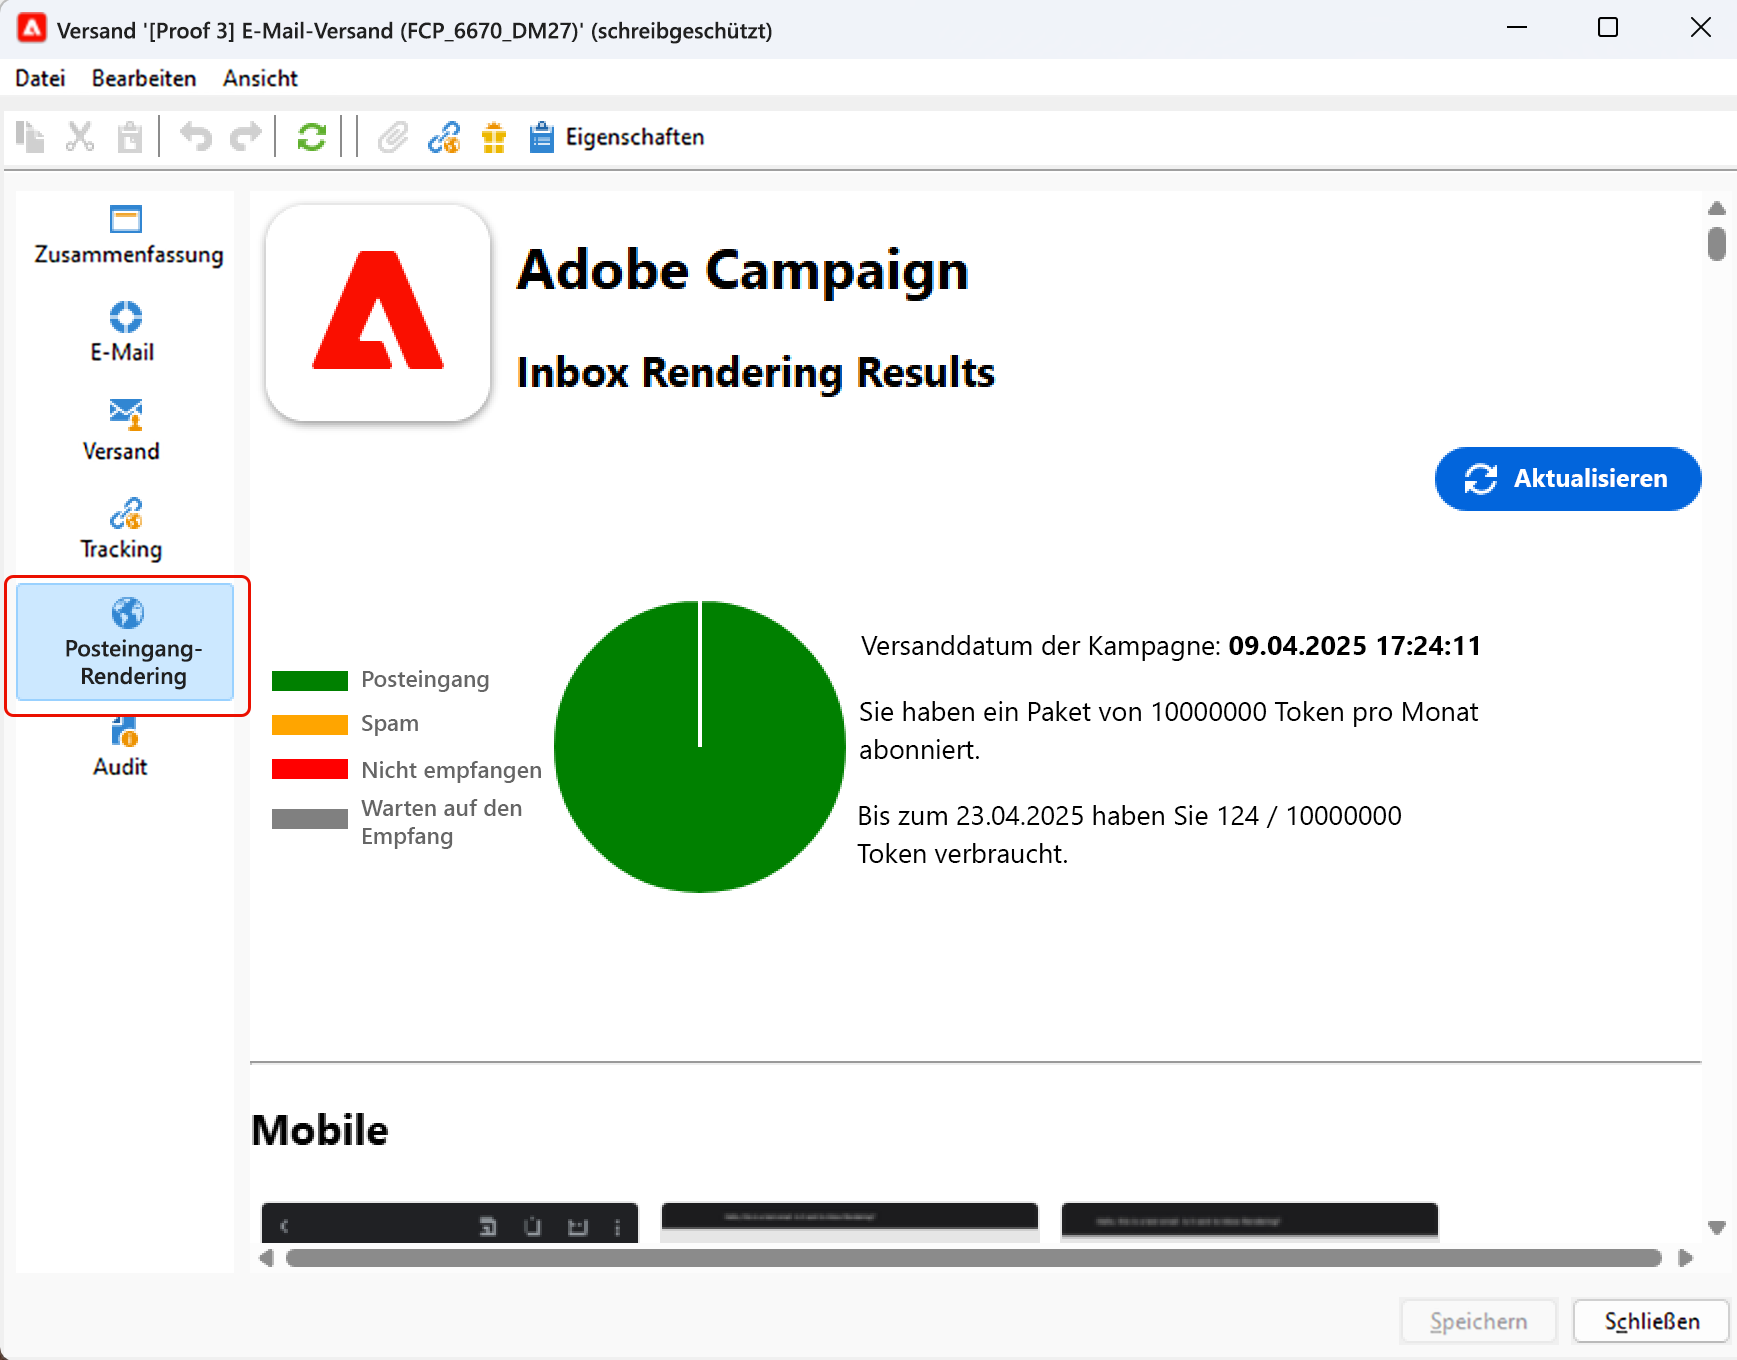 Versand '[Proof 3] E-Mail-Versand (FCP_6670_DM27)' (schreibgeschützt)
Datei Bearbeiten Ansicht
Eigenschaften
Zusammenfassung
E-Mail
Versand
Tracking
Posteingang-
Rendering
Audit
Adobe Campaign
Inbox Rendering Results
Aktualisieren
Posteingang
Spam
Nicht empfangen
Warten auf den
Empfang
Versanddatum der Kampagne: 09.04.2025 17:24:11
Sie haben ein Paket von 10000000 Token pro Monat
abonniert.
Bis zum 23.04.2025 haben Sie 124 / 10000000
Token verbraucht.
Mobile
Speichern
Schließen